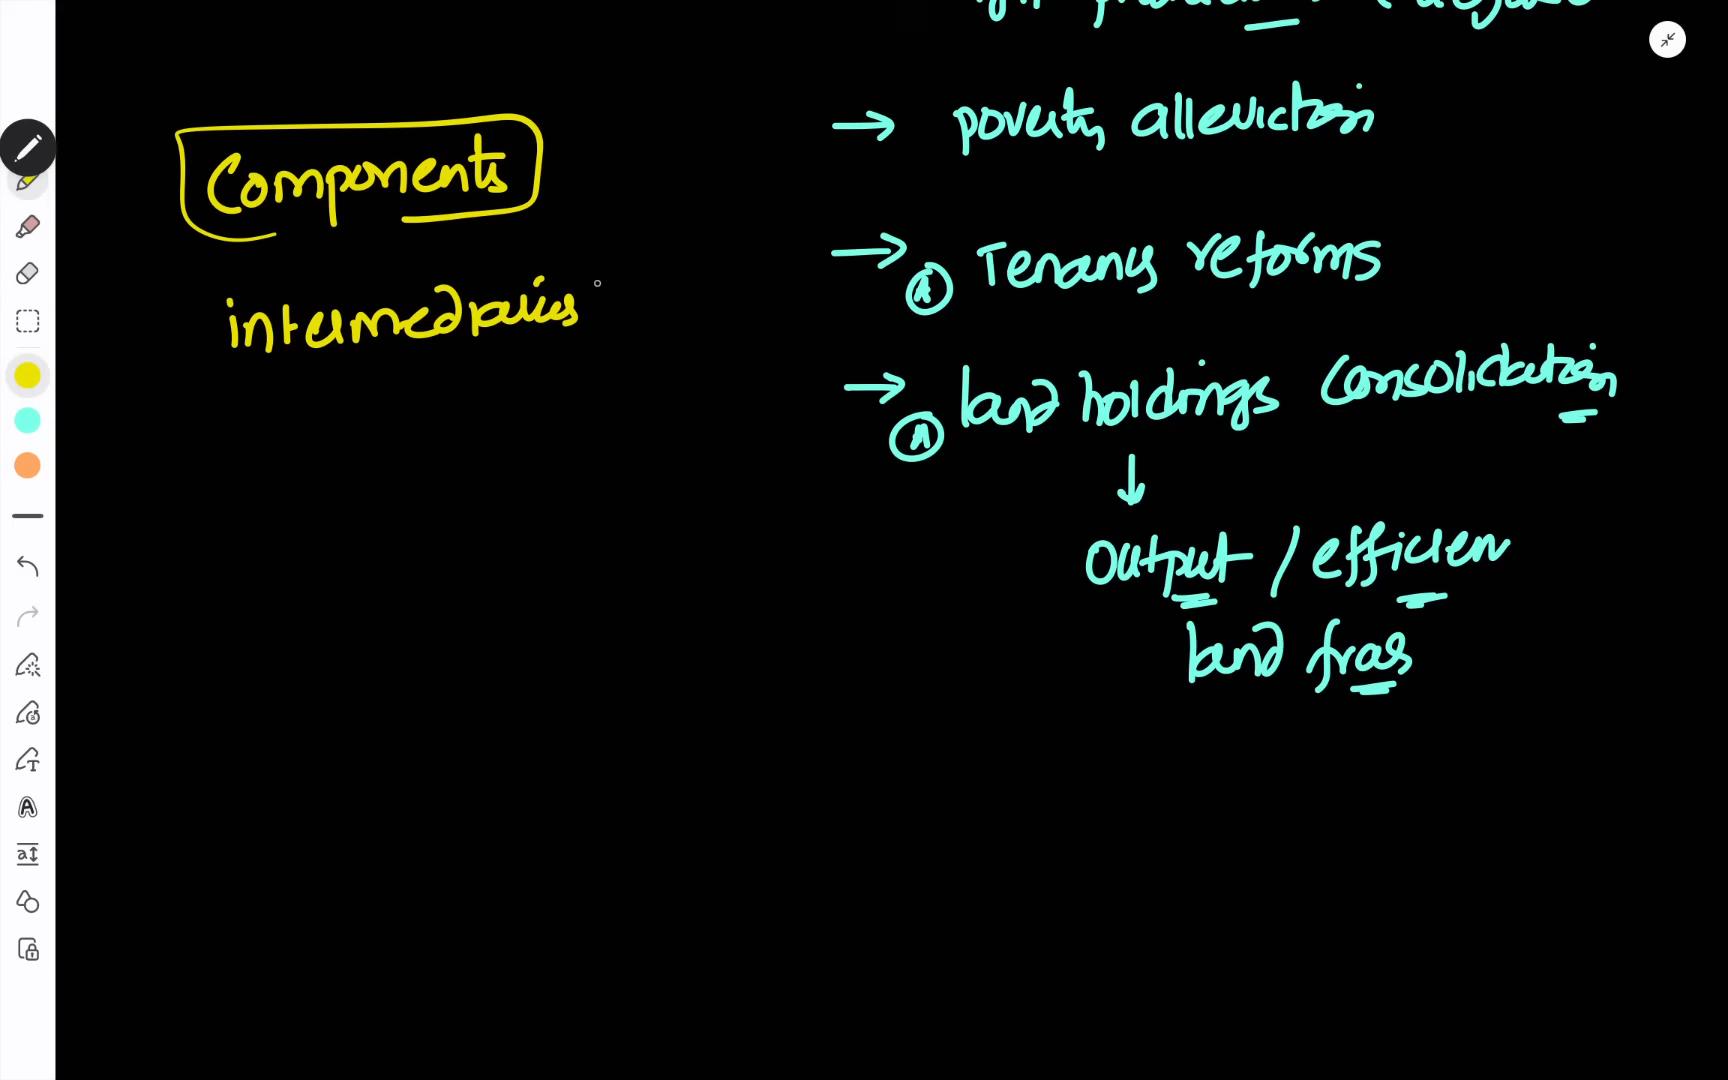 Components
intermediaries
→ poverty alleviation
→ Tenancy reforms
→ land holdings Consolidation
↓
Output / efficien
land frag